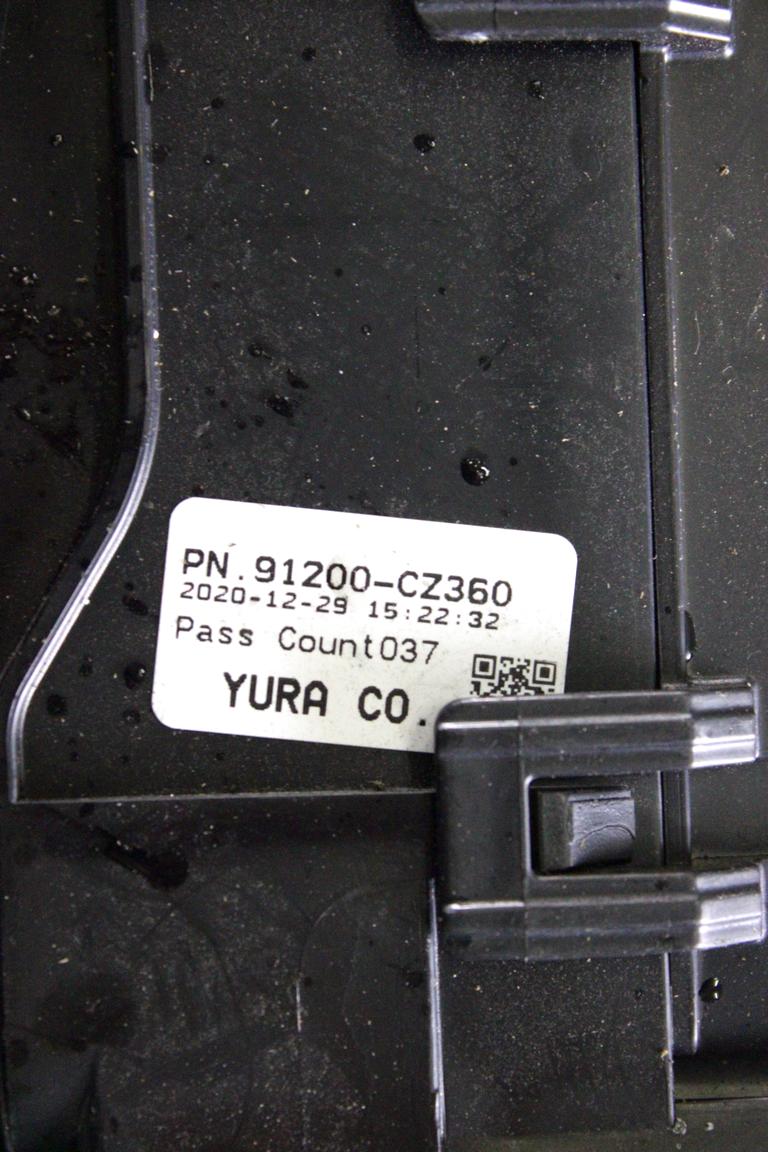 PN.91200-CZ360
2020-12-29 15:22:32
Pass Count037
YURA CO.